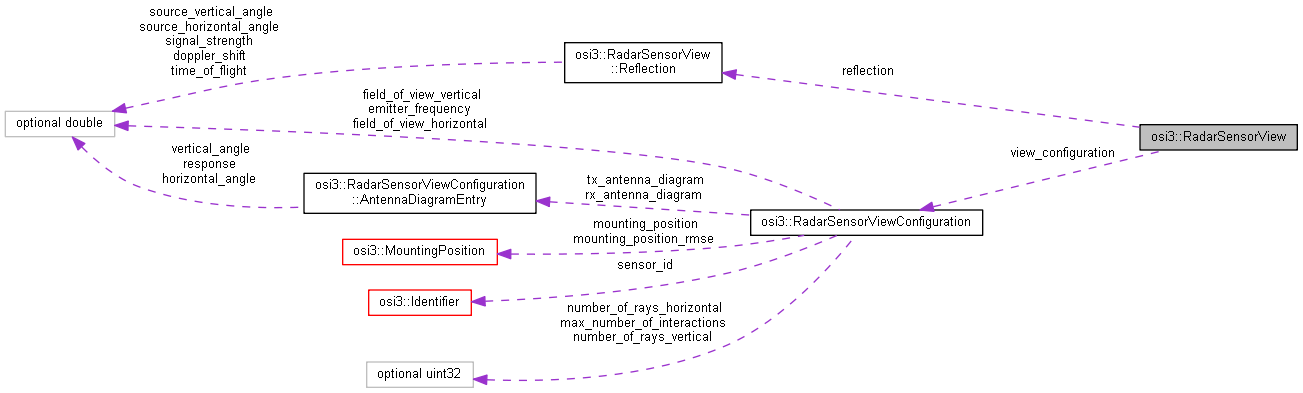 source_vertical_angle
source_horizontal_angle
signal_strength
doppler_shift
time_of_flight
osi3::RadarSensorView
::Reflection
reflection
optional double
field_of_view_vertical
emitter_frequency
field_of_view_horizontal
osi3::RadarSensorView
view_configuration
vertical_angle
response
horizontal_angle
osi3::RadarSensorViewConfiguration
::AntennaDiagramEntry
tx_antenna_diagram
rx_antenna_diagram
osi3::RadarSensorViewConfiguration
mounting_position
mounting_position_rmse
osi3::MountingPosition
sensor_id
osi3::Identifier
number_of_rays_horizontal
max_number_of_interactions
number_of_rays_vertical
optional uint32